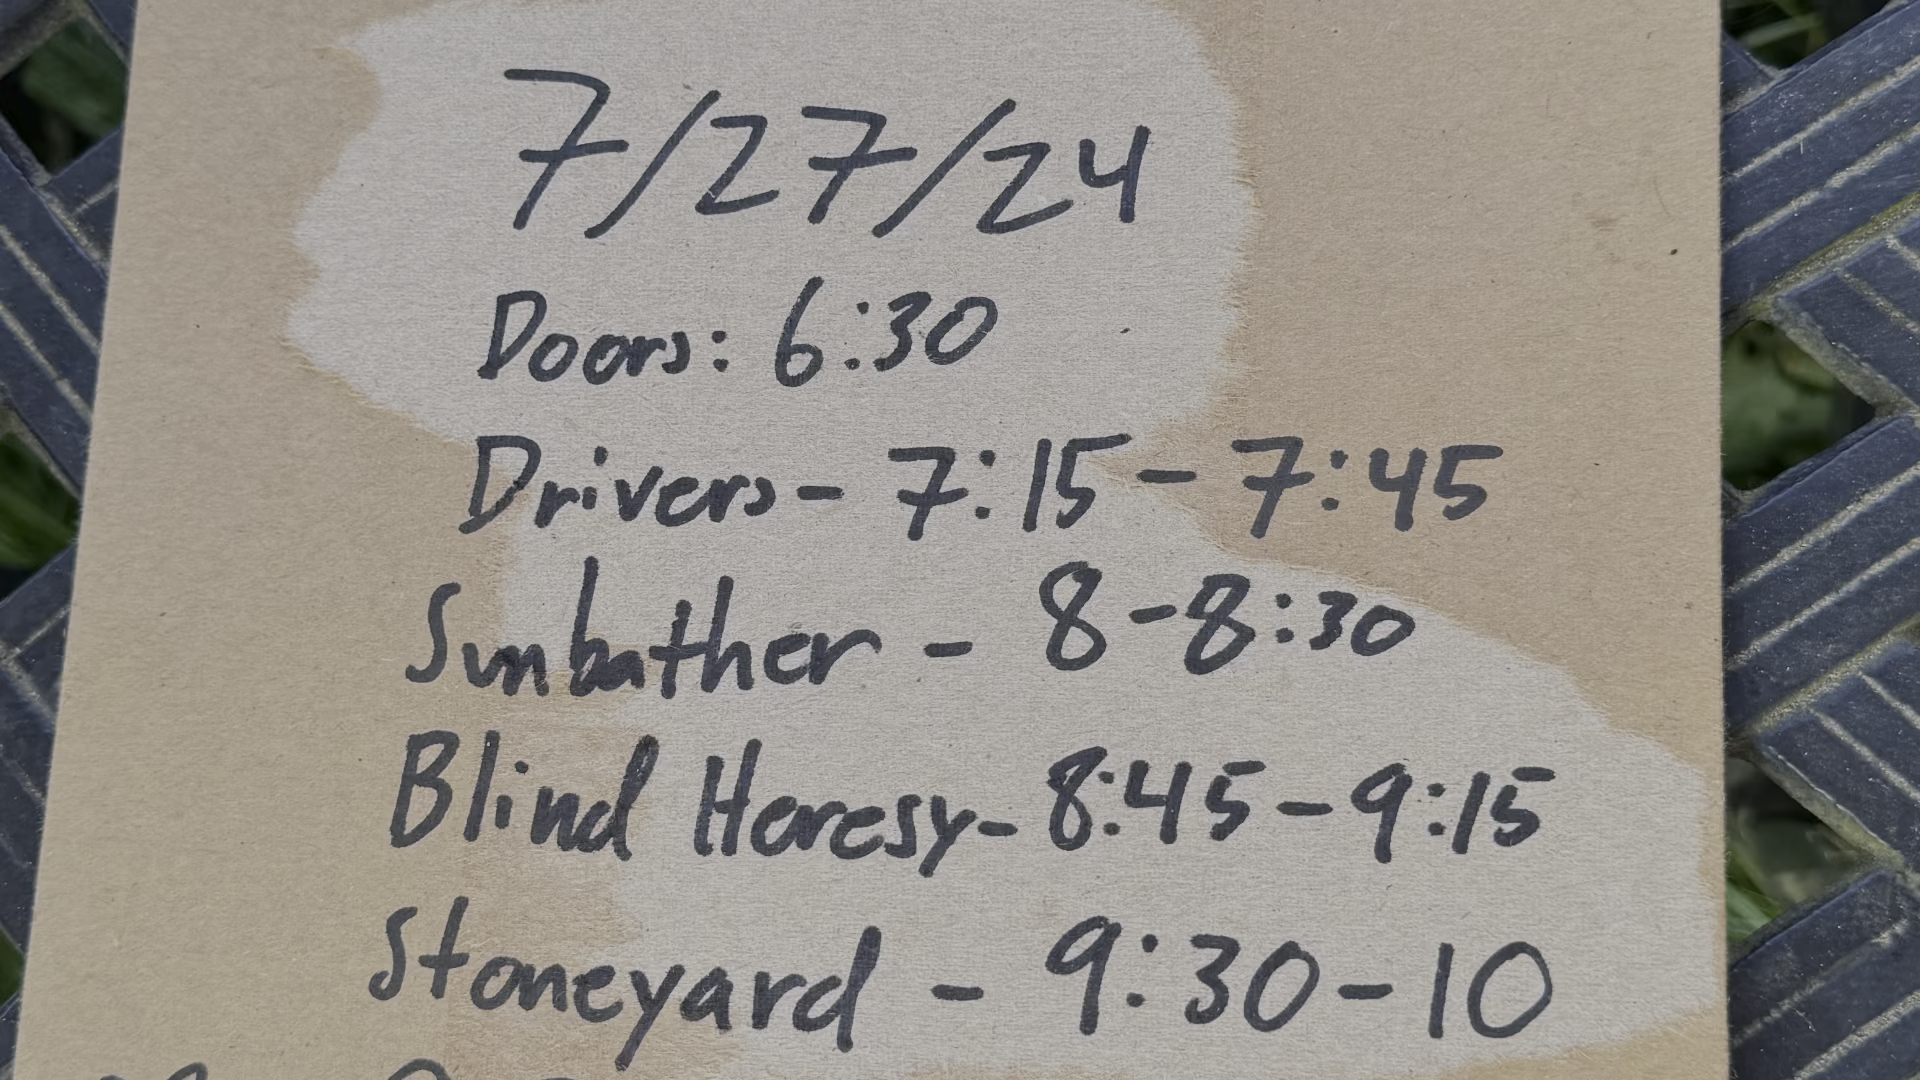 7/27/24
Doors: 6:30
Drivers- 7:15-7:45
Sunbather - 8-8:30
Blind Heresy- 8:45-9:15
Stoneyard - 9:30-10